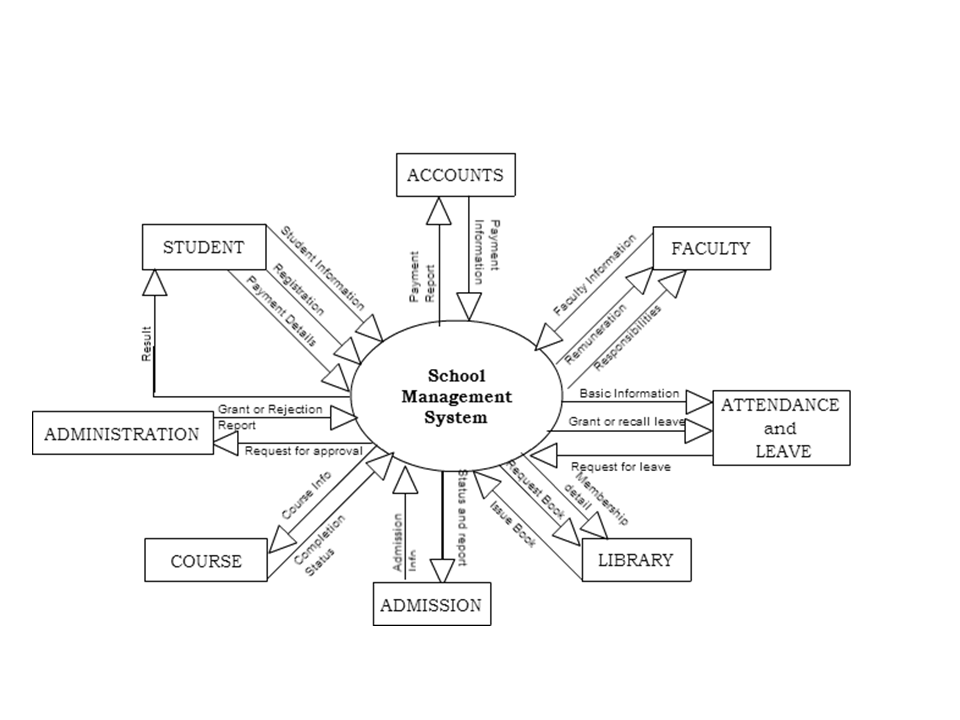 ACCOUNTS
STUDENT
FACULTY
Student Information
Registration
Payment Details
Payment
Report
Payment
Information
Faculty Information
Remuneration
Responsibilities
Result
School
Management
System
Basic Information
Grant or recall leave
Request for leave
ATTENDANCE
and
LEAVE
ADMINISTRATION
Grant or Rejection
Report
Request for approval
Course Info
Completion
Status
Admission
Info
Status and report
Request Book
Issue Book
Membership
detail
COURSE
ADMISSION
LIBRARY